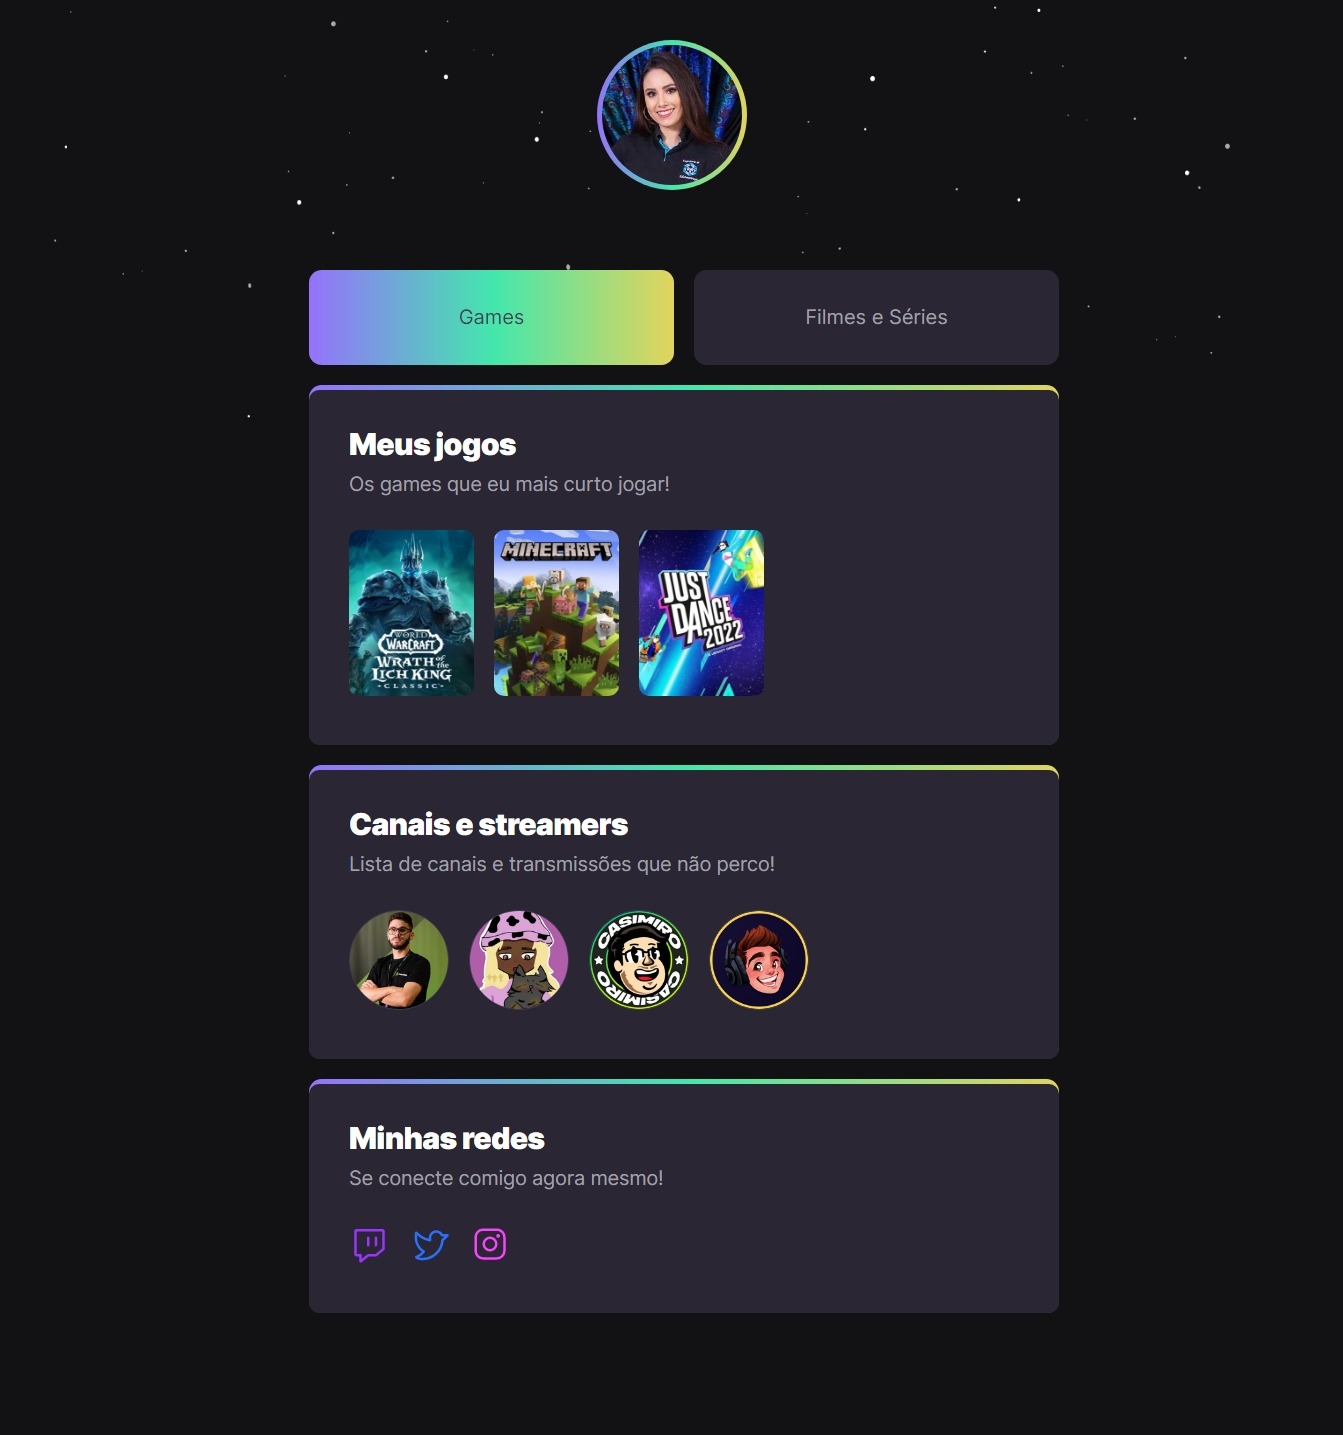 Games
Filmes e Séries
Meus jogos
Os games que eu mais curto jogar!
WORLD
WARCRAFT
WRATH of the
LICH KING
CLASSIC
MINECRAFT
JUST
DANCE
2022
Canais e streamers
Lista de canais e transmissões que não perco!
CASIMIRO
CASIMIRO
Minhas redes
Se conecte comigo agora mesmo!